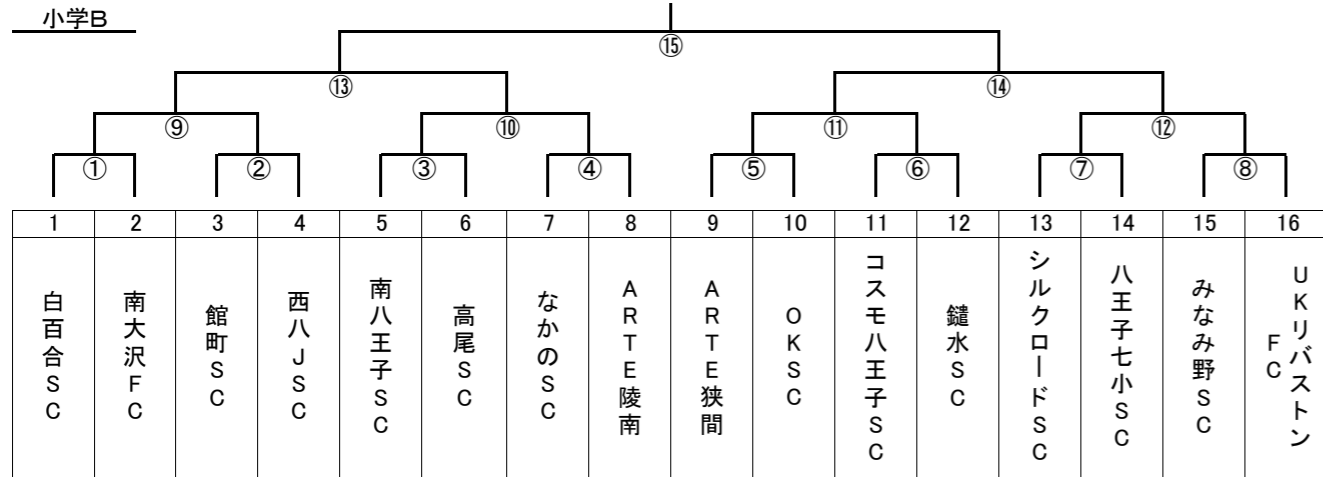 小学B
⑮
⑬ ⑭
⑨ ⑩ ⑪ ⑫
① ② ③ ④ ⑤ ⑥ ⑦ ⑧
1 2 3 4 5 6 7 8 9 10 11 12 13 14 15 16
白百合SC
南大沢FC
館町SC
西八JSC
南八王子SC
高尾SC
なかのSC
ARTE陵南
ARTE狭間
OKSC
コスモ八王子SC
鑓水SC
シルクロードSC
八王子七小SC
みなみ野SC
UKリバストン
FC